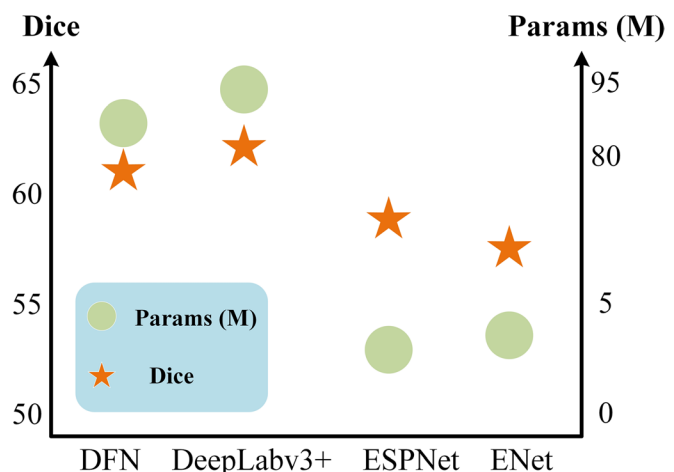 Dice
Params (M)
65
95
80
60
55
5
Params (M)
Dice
50
0
DFN
DeepLabv3+
ESPNet
ENet